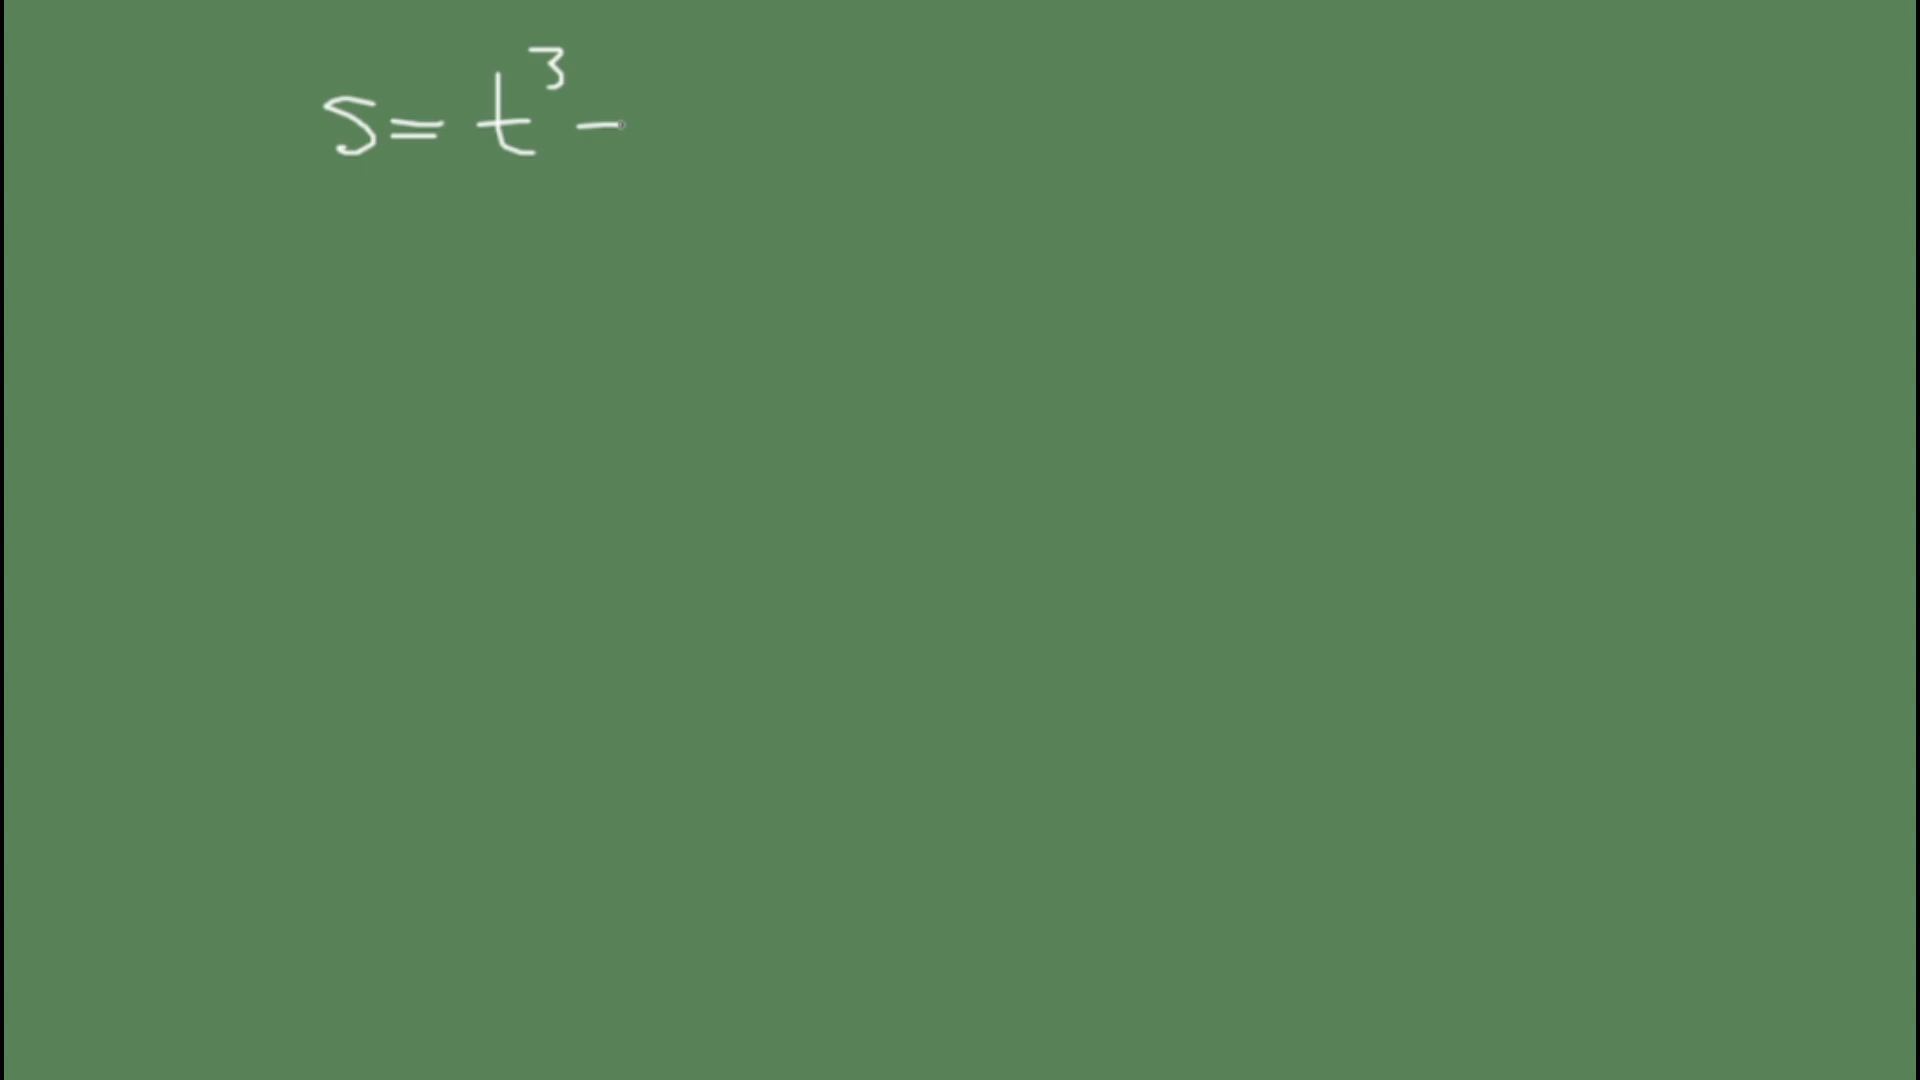 s = t³ −